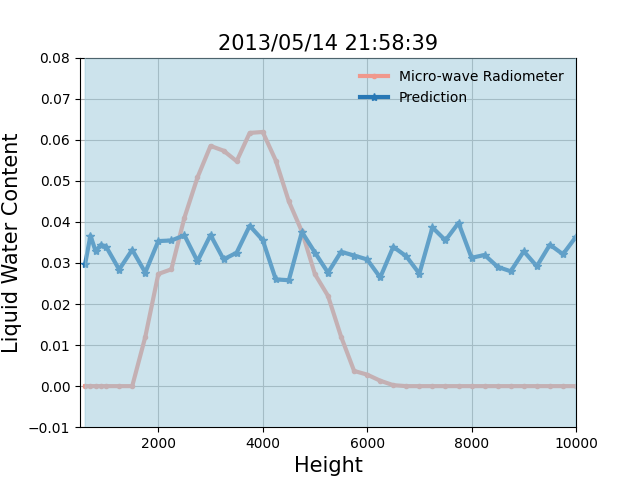 2013/05/14 21:58:39
Micro-wave Radiometer
Prediction
Liquid Water Content
0.08
0.07
0.06
0.05
0.04
0.03
0.02
0.01
0.00
−0.01
2000 4000 6000 8000 10000
Height